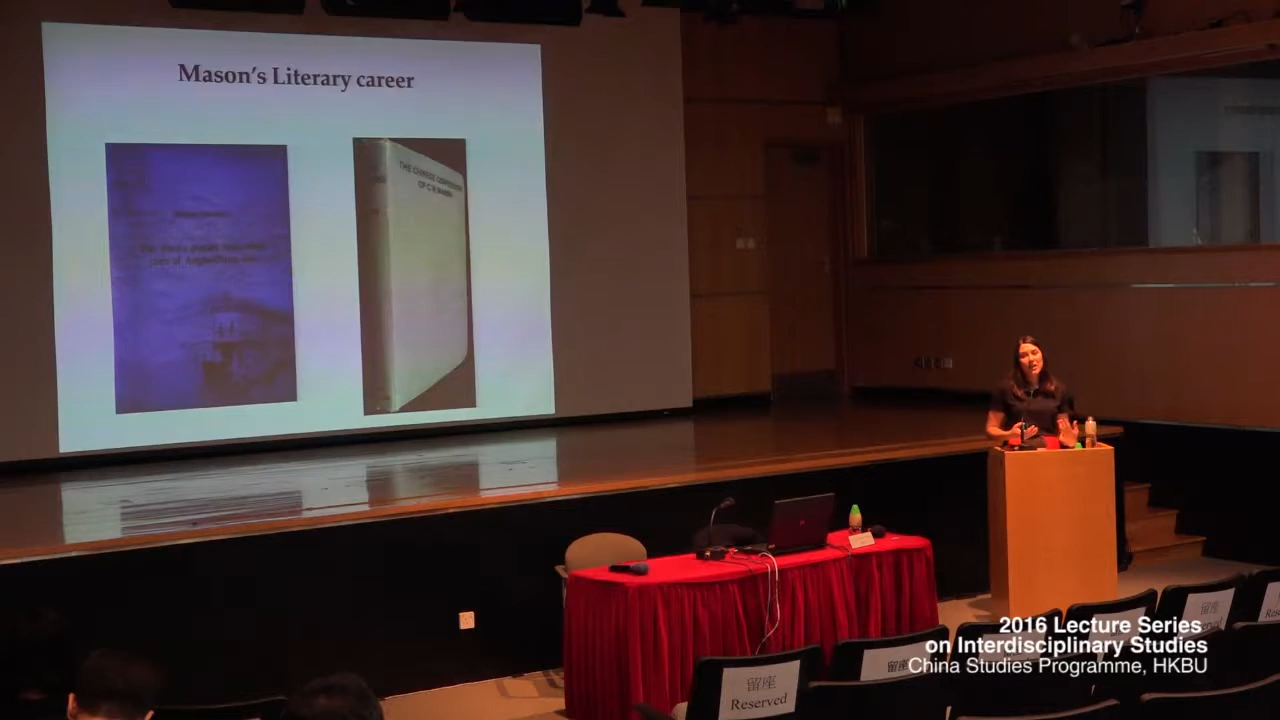 Mason's Literary career
THE CHINESE CONFESSIONS
OF C W MASON
留座
Reserved
留座
2016 Lecture Series
on Interdisciplinary Studies
China Studies Programme, HKBU